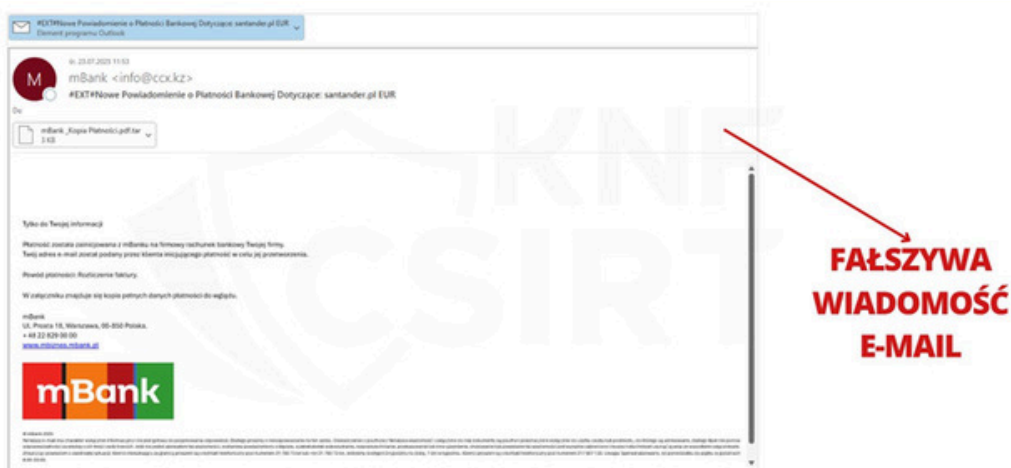 #EXT#Nowe Powiadomienie o Płatności Bankowej Dotyczące: santander.pl EUR
Element programu Outlook
śr. 23.07.2025 11:53
M
mBank <info@ccx.kz>
#EXT#Nowe Powiadomienie o Płatności Bankowej Dotyczące: santander.pl EUR
Do
mBank _Kopia Płatności.pdf.tar
3 KB
KNF
CSIRT
Tylko do Twojej informacji
Płatność została zainicjowana z mBanku na firmowy rachunek bankowy Twojej firmy.
Twój adres e-mail został podany przez klienta inicjującego płatność w celu jej przetworzenia.
Powód płatności: Rozliczenie faktury.
W załączniku znajduje się kopia pełnych danych płatności do wglądu.
mBank
Ul. Prosta 18, Warszawa, 00-850 Polska.
+ 48 22 829 00 00
www.mbiznes.mbank.pl
mBank
FAŁSZYWA
WIADOMOŚĆ
E-MAIL